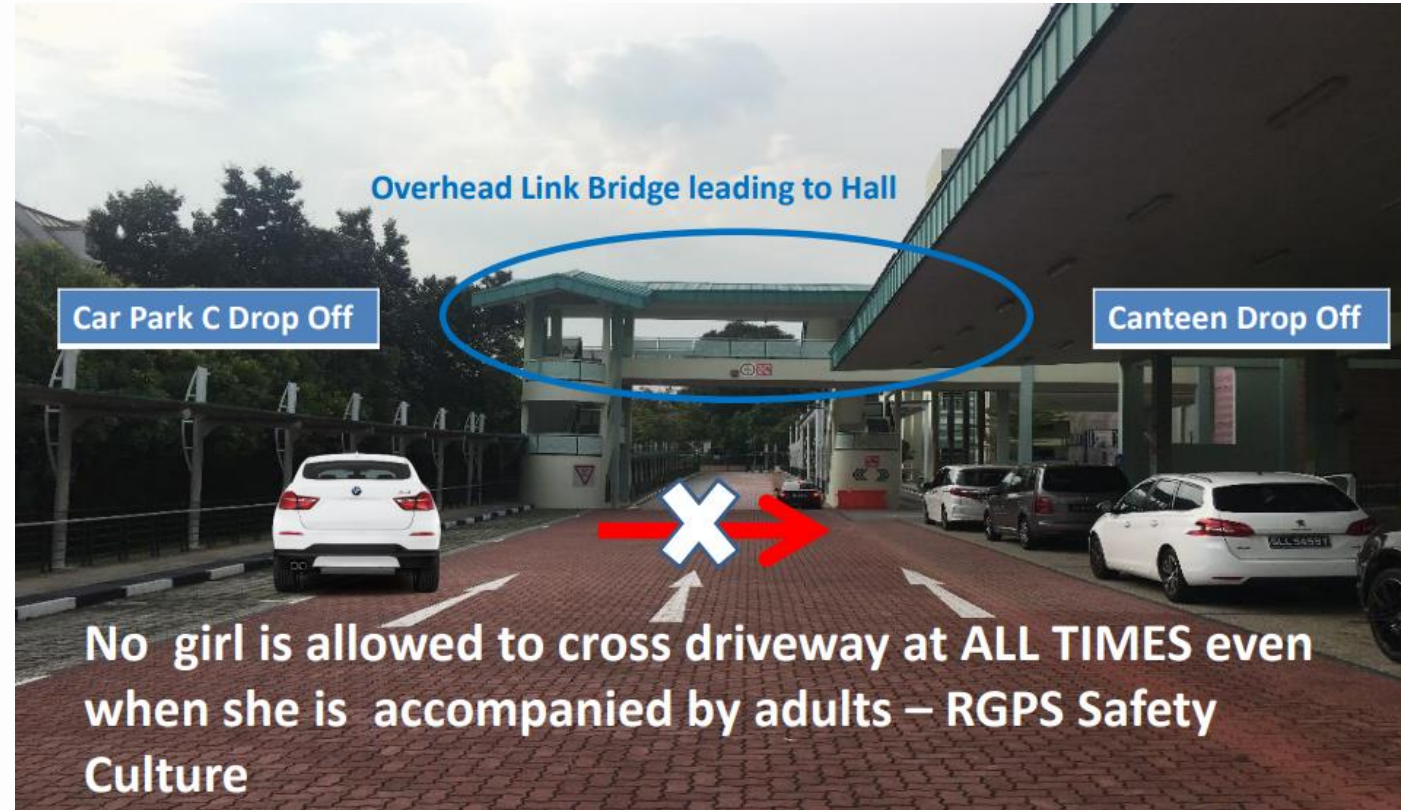 Overhead Link Bridge leading to Hall
Car Park C Drop Off
Canteen Drop Off
No girl is allowed to cross driveway at ALL TIMES even
when she is accompanied by adults – RGPS Safety
Culture